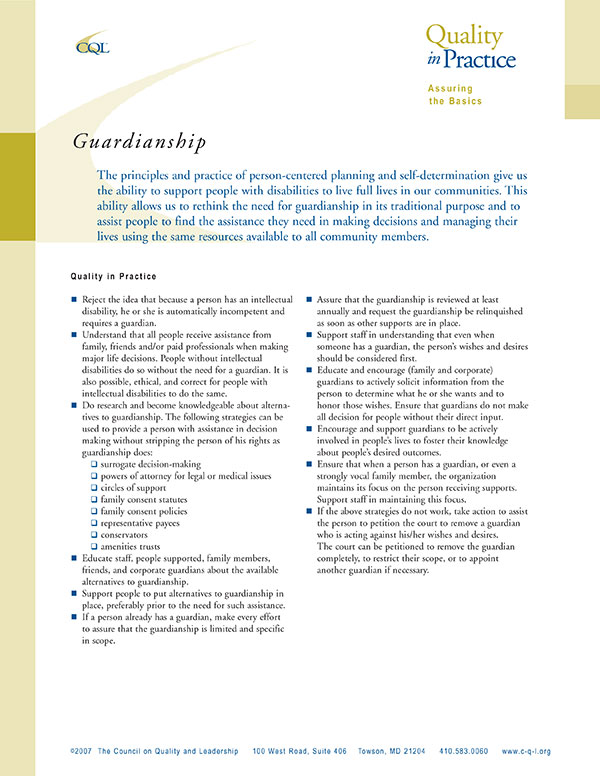 CQL
Quality
in Practice
Assuring
the Basics
Guardianship
The principles and practice of person-centered planning and self-determination give us
the ability to support people with disabilities to live full lives in our communities. This
ability allows us to rethink the need for guardianship in its traditional purpose and to
assist people to find the assistance they need in making decisions and managing their
lives using the same resources available to all community members.
Quality in Practice
■ Reject the idea that because a person has an intellectual
disability, he or she is automatically incompetent and
requires a guardian.
■ Understand that all people receive assistance from
family, friends and/or paid professionals when making
major life decisions. People without intellectual
disabilities do so without the need for a guardian. It is
also possible, ethical, and correct for people with
intellectual disabilities to do the same.
■ Do research and become knowledgeable about alterna-
tives to guardianship. The following strategies can be
used to provide a person with assistance in decision
making without stripping the person of his rights as
guardianship does:
❑ surrogate decision-making
❑ powers of attorney for legal or medical issues
❑ circles of support
❑ family consent statutes
❑ family consent policies
❑ representative payees
❑ conservators
❑ amenities trusts
■ Educate staff, people supported, family members,
friends, and corporate guardians about the available
alternatives to guardianship.
■ Support people to put alternatives to guardianship in
place, preferably prior to the need for such assistance.
■ If a person already has a guardian, make every effort
to assure that the guardianship is limited and specific
in scope.
■ Assure that the guardianship is reviewed at least
annually and request the guardianship be relinquished
as soon as other supports are in place.
■ Support staff in understanding that even when
someone has a guardian, the person's wishes and desires
should be considered first.
■ Educate and encourage (family and corporate)
guardians to actively solicit information from the
person to determine what he or she wants and to
honor those wishes. Ensure that guardians do not make
all decision for people without their direct input.
■ Encourage and support guardians to be actively
involved in people's lives to foster their knowledge
about people's desired outcomes.
■ Ensure that when a person has a guardian, or even a
strongly vocal family member, the organization
maintains its focus on the person receiving supports.
Support staff in maintaining this focus.
■ If the above strategies do not work, take action to assist
the person to petition the court to remove a guardian
who is acting against his/her wishes and desires.
The court can be petitioned to remove the guardian
completely, to restrict their scope, or to appoint
another guardian if necessary.
©2007 The Council on Quality and Leadership 100 West Road, Suite 406 Towson, MD 21204 410.583.0060 www.c-q-l.org